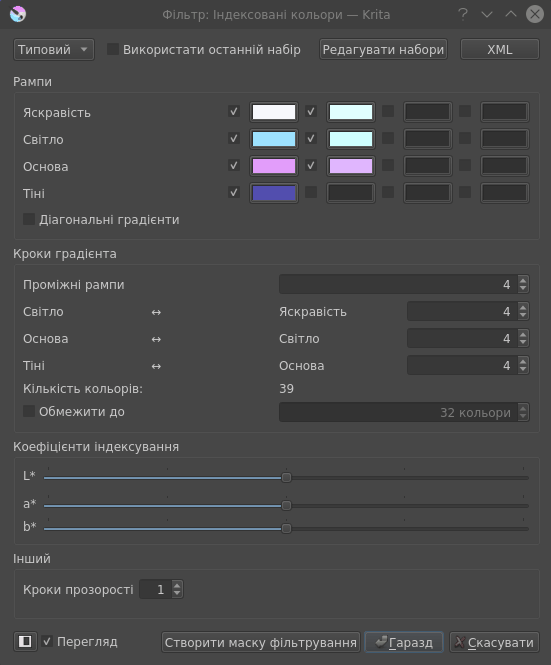 Фільтр: Індексовані кольори — Krita
Типовий Використати останній набір Редагувати набори XML
Рампи
Яскравість
Світло
Основа
Тіні
Діагональні градієнти
Кроки градієнта
Проміжні рампи 4
Світло ↔ Яскравість 4
Основа ↔ Світло 4
Тіні ↔ Основа 4
Кількість кольорів: 39
Обмежити до 32 кольори
Коефіцієнти індексування
L*
a*
b*
Інший
Кроки прозорості 1
Перегляд Створити маску фільтрування Гаразд Скасувати